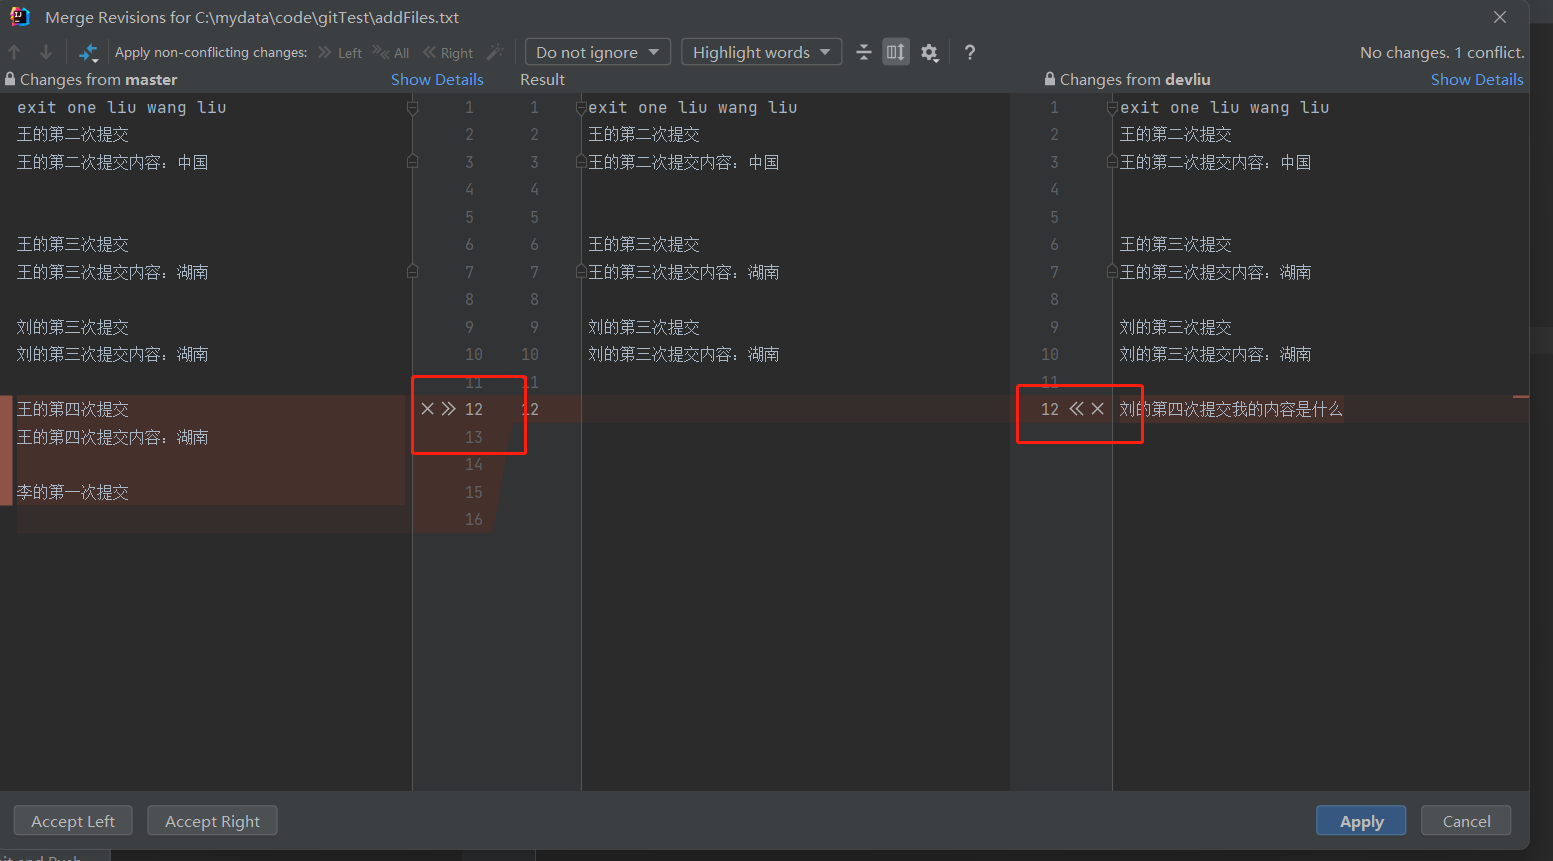 Merge Revisions for C:\mydata\code\gitTest\addFiles.txt
Apply non-conflicting changes: Left All Right Do not ignore Highlight words ? No changes. 1 conflict.
Changes from master Show Details Result Changes from devliu Show Details
exit one liu wang liu 1 1 exit one liu wang liu 1 exit one liu wang liu
王的第二次提交 2 2 王的第二次提交 2 王的第二次提交
王的第二次提交内容：中国 3 3 王的第二次提交内容：中国 3 王的第二次提交内容：中国
4 4 4
5 5 5
王的第三次提交 6 6 王的第三次提交 6 王的第三次提交
王的第三次提交内容：湖南 7 7 王的第三次提交内容：湖南 7 王的第三次提交内容：湖南
8 8 8
刘的第三次提交 9 9 刘的第三次提交 9 刘的第三次提交
刘的第三次提交内容：湖南 10 10 刘的第三次提交内容：湖南 10 刘的第三次提交内容：湖南
11 11 11
王的第四次提交 12 12 12 刘的第四次提交我的内容是什么
王的第四次提交内容：湖南 13
14
李的第一次提交 15
16
Accept Left Accept Right Apply Cancel